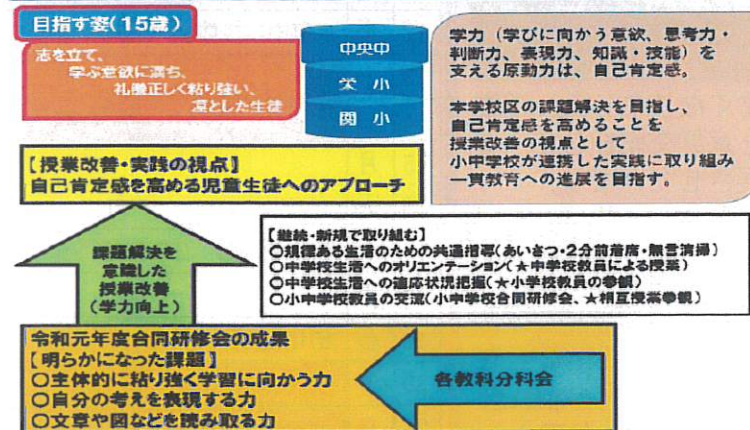 目指す姿(15歳)
志を立て、
学ぶ意欲に満ち、
礼儀正しく粘り強い、
凛とした生徒
中央中
栄 小
関 小
学力（学びに向かう意欲、思考力・
判断力、表現力、知識・技能）を
支える原動力は、自己肯定感。
本学校区の課題解決を目指し、
自己肯定感を高めることを
授業改善の視点として
小中学校が連携した実践に取り組み
一貫教育への進展を目指す。
【授業改善・実践の視点】
自己肯定感を高める児童生徒へのアプローチ
課題解決を
意識した
授業改善
(学力向上)
【継続・新規で取り組む】
○規律ある生活のための共通指導(あいさつ・2分前着席・無言清掃)
○中学校生活へのオリエンテーション(★中学校教員による授業)
○中学校生活への適応状況把握(★小学校教員の参観)
○小中学校教員の交流(小中学校合同研修会、★相互授業参観)
令和元年度合同研修会の成果
【明らかになった課題】
○主体的に粘り強く学習に向かう力
○自分の考えを表現する力
○文章や図などを読み取る力
各教科分科会